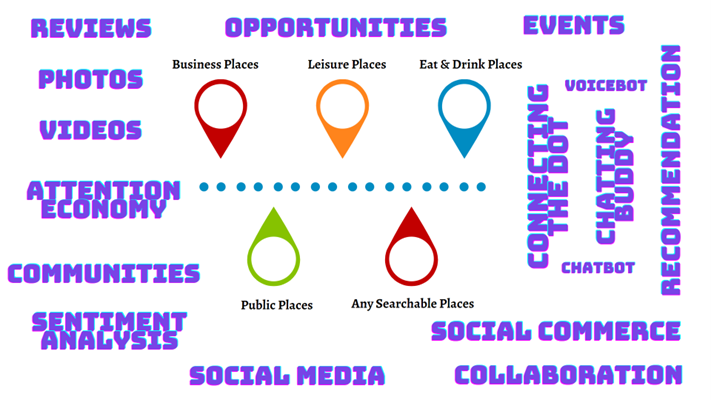 REVIEWS
OPPORTUNITIES
EVENTS
Business Places
Leisure Places
Eat & Drink Places
PHOTOS
VIDEOS
ATTENTION
ECONOMY
COMMUNITIES
SENTIMENT
ANALYSIS
Public Places
Any Searchable Places
CONNECTING
THE DOT
VOICEBOT
CHATTING
BUDDY
CHATBOT
RECOMMENDATION
SOCIAL COMMERCE
SOCIAL MEDIA
COLLABORATION